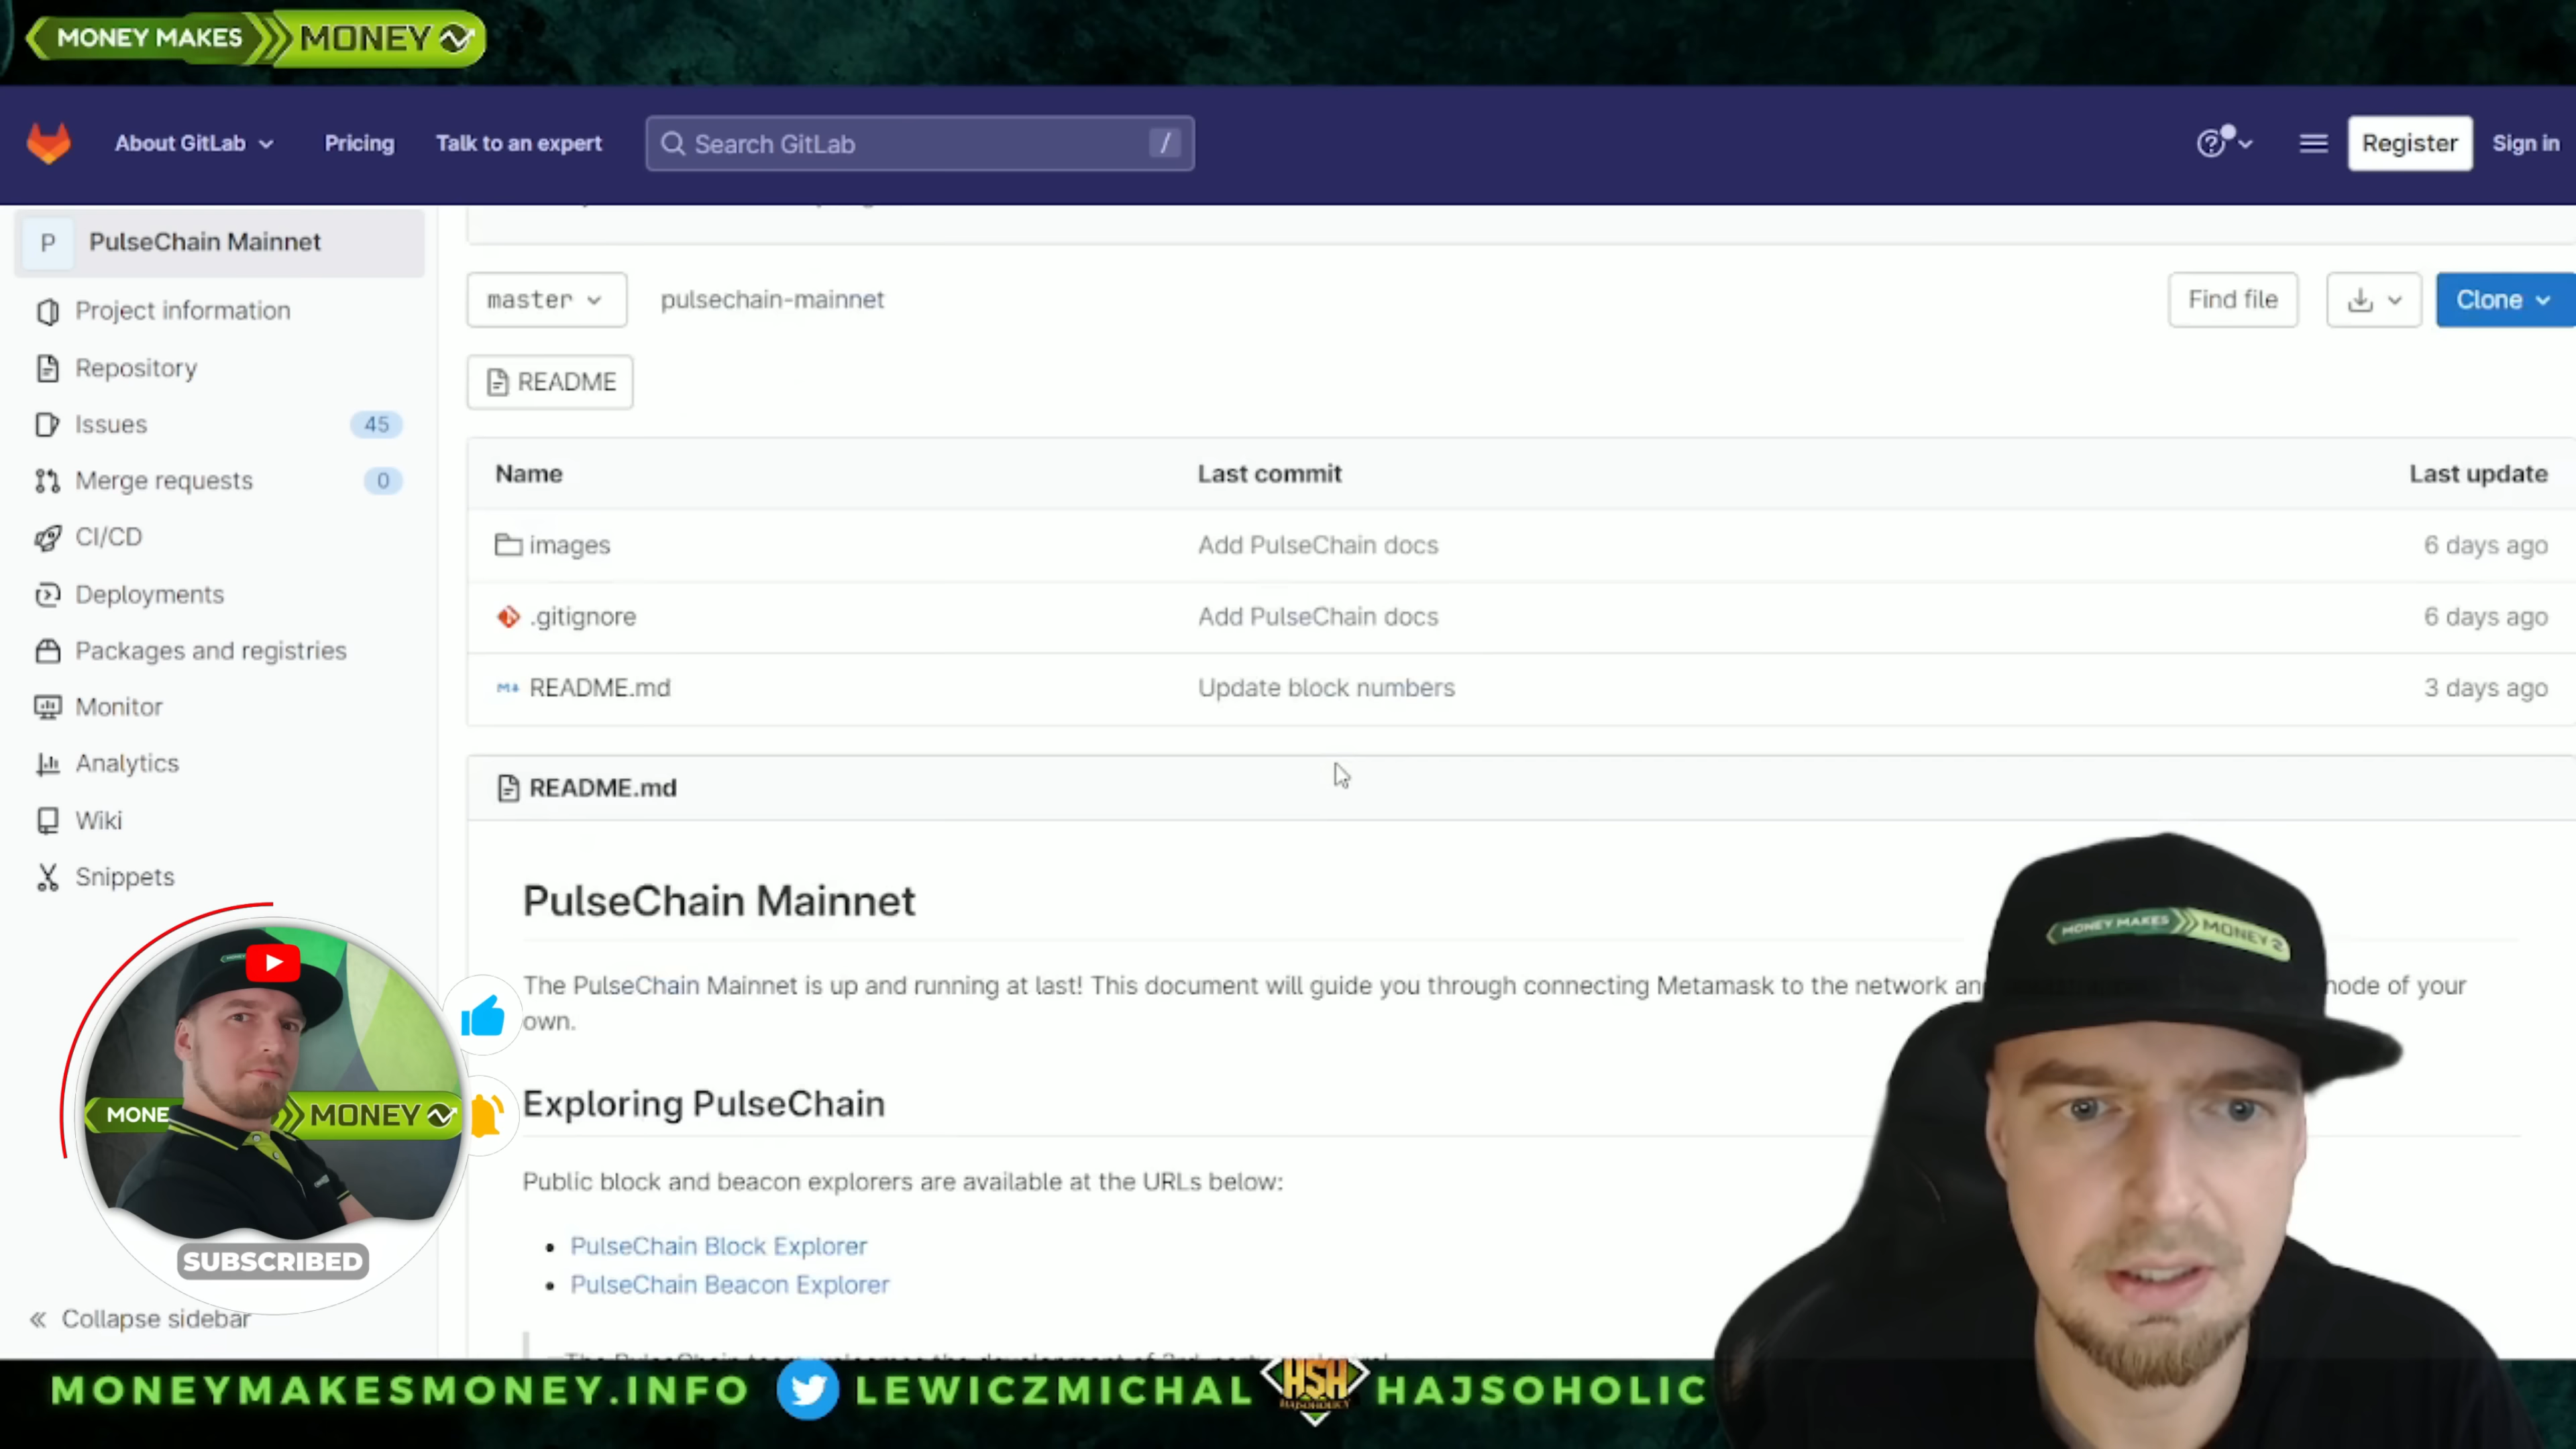 MONEY MAKES MONEY
About GitLab Pricing Talk to an expert Search GitLab / Register Sign in
P PulseChain Mainnet
Project information
Repository
Issues 45
Merge requests 0
CI/CD
Deployments
Packages and registries
Monitor
Analytics
Wiki
Snippets
Collapse sidebar
master pulsechain-mainnet Find file Clone
README
Name Last commit Last update
images Add PulseChain docs 6 days ago
.gitignore Add PulseChain docs 6 days ago
README.md Update block numbers 3 days ago
README.md
PulseChain Mainnet
The PulseChain Mainnet is up and running at last! This document will guide you through connecting Metamask to the network an node of your
own.
Exploring PulseChain
Public block and beacon explorers are available at the URLs below:
PulseChain Block Explorer
PulseChain Beacon Explorer
MONE MONEY
SUBSCRIBED
MONEY MAKES MONEY
MONEYMAKESMONEY.INFO LEWICZMICHAL HSH HAJSOHOLIC